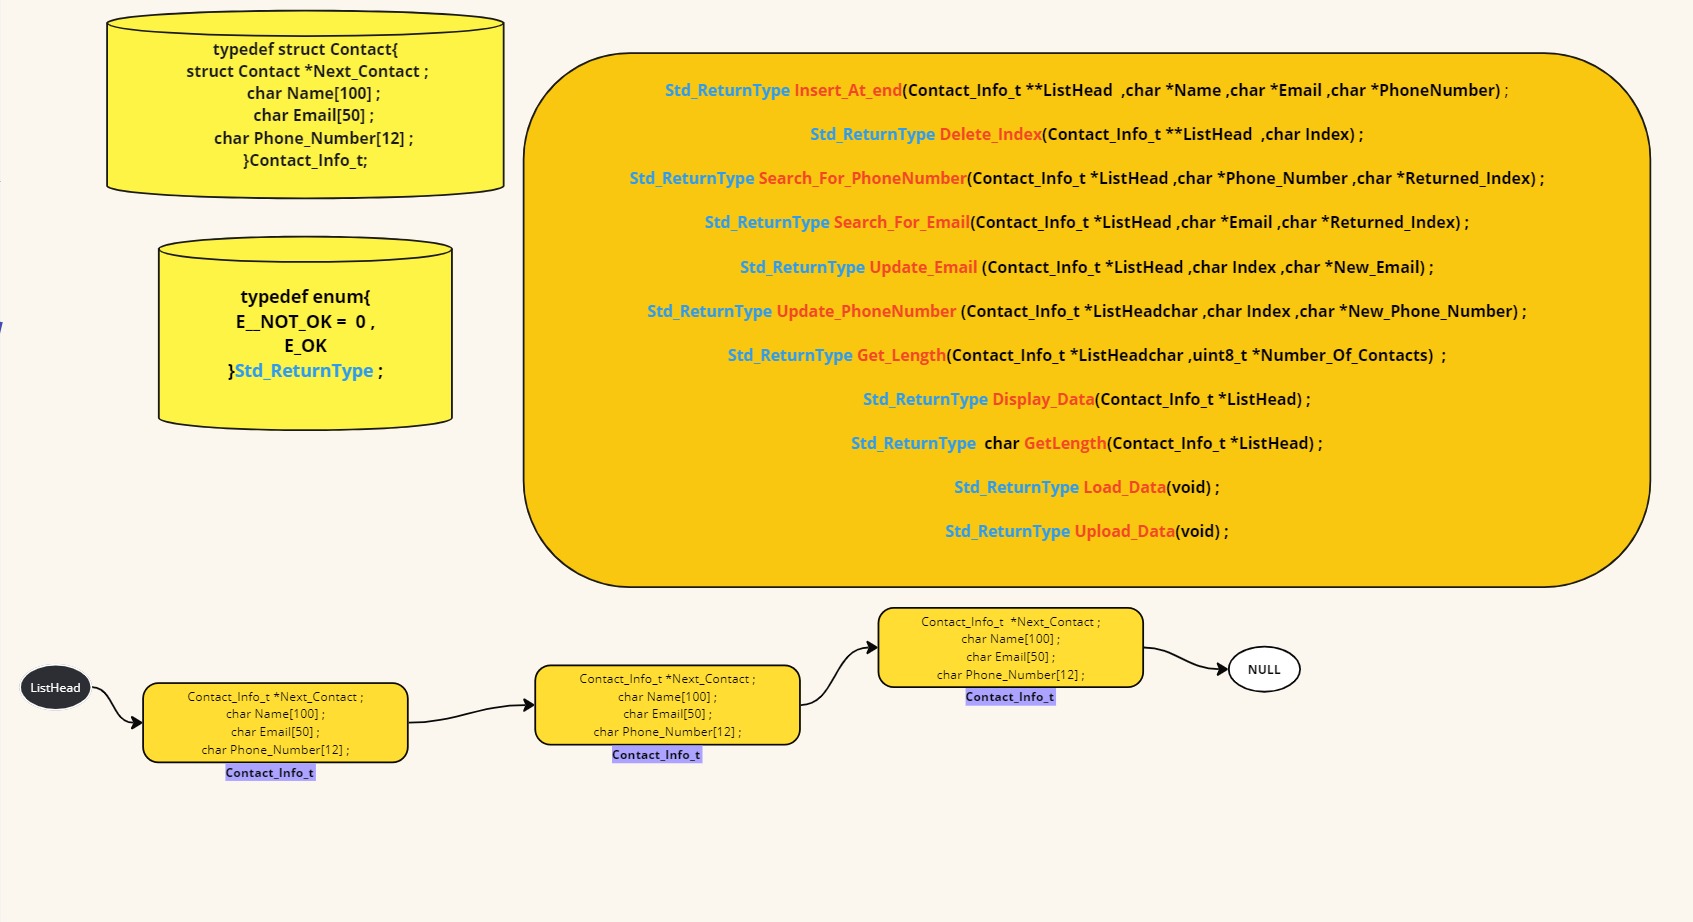 typedef struct Contact{
struct Contact *Next_Contact ;
char Name[100] ;
char Email[50] ;
char Phone_Number[12] ;
}Contact_Info_t;
typedef enum{
E__NOT_OK =  0 ,
E_OK
}Std_ReturnType ;
Std_ReturnType Insert_At_end(Contact_Info_t **ListHead  ,char *Name ,char *Email ,char *PhoneNumber) ;
Std_ReturnType Delete_Index(Contact_Info_t **ListHead  ,char Index) ;
Std_ReturnType Search_For_PhoneNumber(Contact_Info_t *ListHead ,char *Phone_Number ,char *Returned_Index) ;
Std_ReturnType Search_For_Email(Contact_Info_t *ListHead ,char *Email ,char *Returned_Index) ;
Std_ReturnType Update_Email (Contact_Info_t *ListHead ,char Index ,char *New_Email) ;
Std_ReturnType Update_PhoneNumber (Contact_Info_t *ListHeadchar ,char Index ,char *New_Phone_Number) ;
Std_ReturnType Get_Length(Contact_Info_t *ListHeadchar ,uint8_t *Number_Of_Contacts)  ;
Std_ReturnType Display_Data(Contact_Info_t *ListHead) ;
Std_ReturnType  char GetLength(Contact_Info_t *ListHead) ;
Std_ReturnType Load_Data(void) ;
Std_ReturnType Upload_Data(void) ;
ListHead
Contact_Info_t *Next_Contact ;
char Name[100] ;
char Email[50] ;
char Phone_Number[12] ;
Contact_Info_t
Contact_Info_t *Next_Contact ;
char Name[100] ;
char Email[50] ;
char Phone_Number[12] ;
Contact_Info_t
Contact_Info_t  *Next_Contact ;
char Name[100] ;
char Email[50] ;
char Phone_Number[12] ;
Contact_Info_t
NULL